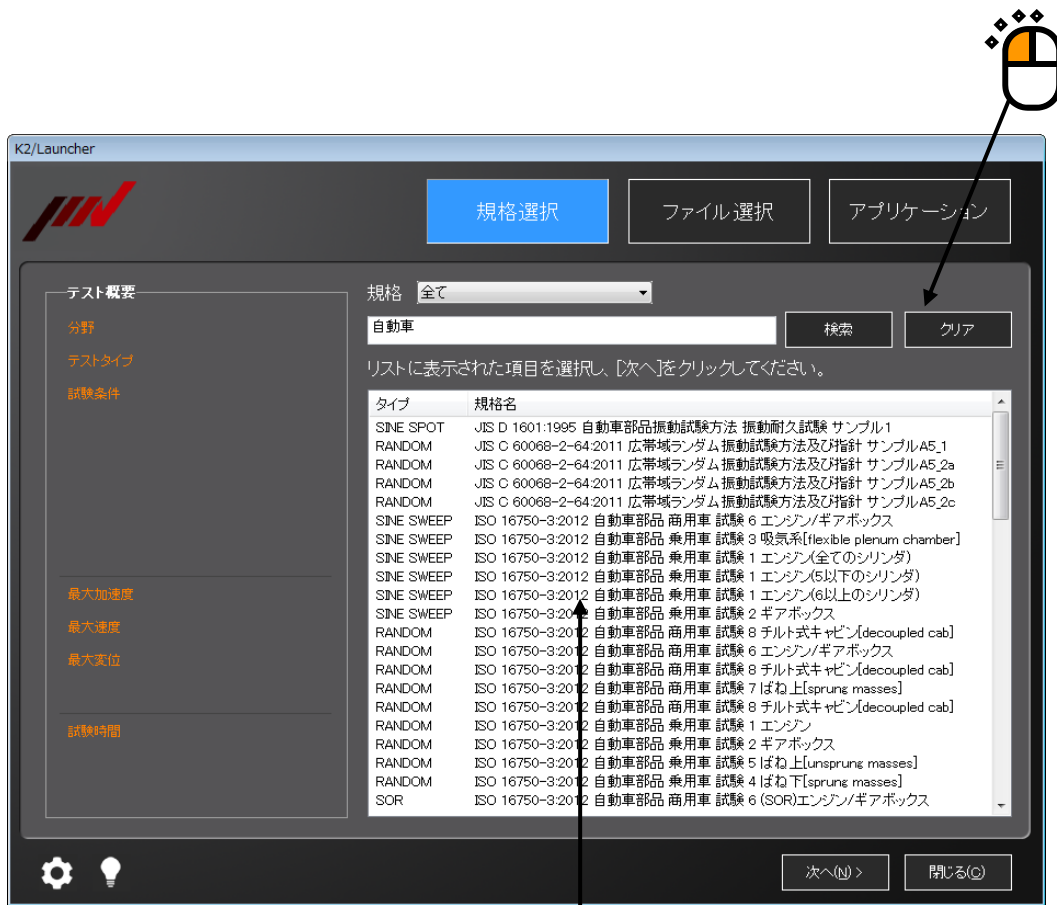 K2/Launcher
規格選択
ファイル選択
アプリケーション
テスト概要
分野
テストタイプ
試験条件
最大加速度
最大速度
最大変位
試験時間
規格 全て
自動車
検索
クリア
リストに表示された項目を選択し、[次へ]をクリックしてください。
タイプ 規格名
SINE SPOT JIS D 1601:1995 自動車部品振動試験方法 振動耐久試験 サンプル1
RANDOM JIS C 60068-2-64:2011 広帯域ランダム振動試験方法及び指針 サンプルA5_1
RANDOM JIS C 60068-2-64:2011 広帯域ランダム振動試験方法及び指針 サンプルA5_2a
RANDOM JIS C 60068-2-64:2011 広帯域ランダム振動試験方法及び指針 サンプルA5_2b
RANDOM JIS C 60068-2-64:2011 広帯域ランダム振動試験方法及び指針 サンプルA5_2c
SINE SWEEP ISO 16750-3:2012 自動車部品 商用車 試験 6 エンジン/ギアボックス
SINE SWEEP ISO 16750-3:2012 自動車部品 乗用車 試験 3 吸気系[flexible plenum chamber]
SINE SWEEP ISO 16750-3:2012 自動車部品 乗用車 試験 1 エンジン(全てのシリンダ)
SINE SWEEP ISO 16750-3:2012 自動車部品 乗用車 試験 1 エンジン(5以下のシリンダ)
SINE SWEEP ISO 16750-3:2012 自動車部品 乗用車 試験 1 エンジン(6以上のシリンダ)
SINE SWEEP ISO 16750-3:2012 自動車部品 乗用車 試験 2 ギアボックス
RANDOM ISO 16750-3:2012 自動車部品 商用車 試験 8 チルト式キャビン[decoupled cab]
RANDOM ISO 16750-3:2012 自動車部品 商用車 試験 6 エンジン/ギアボックス
RANDOM ISO 16750-3:2012 自動車部品 商用車 試験 8 チルト式キャビン[decoupled cab]
RANDOM ISO 16750-3:2012 自動車部品 商用車 試験 7 ばね上[sprung masses]
RANDOM ISO 16750-3:2012 自動車部品 商用車 試験 8 チルト式キャビン[decoupled cab]
RANDOM ISO 16750-3:2012 自動車部品 乗用車 試験 1 エンジン
RANDOM ISO 16750-3:2012 自動車部品 乗用車 試験 2 ギアボックス
RANDOM ISO 16750-3:2012 自動車部品 乗用車 試験 5 ばね上[unsprung masses]
RANDOM ISO 16750-3:2012 自動車部品 乗用車 試験 4 ばね下[sprung masses]
SOR ISO 16750-3:2012 自動車部品 商用車 試験 6 (SOR)エンジン/ギアボックス
次へ(N) >
閉じる(C)